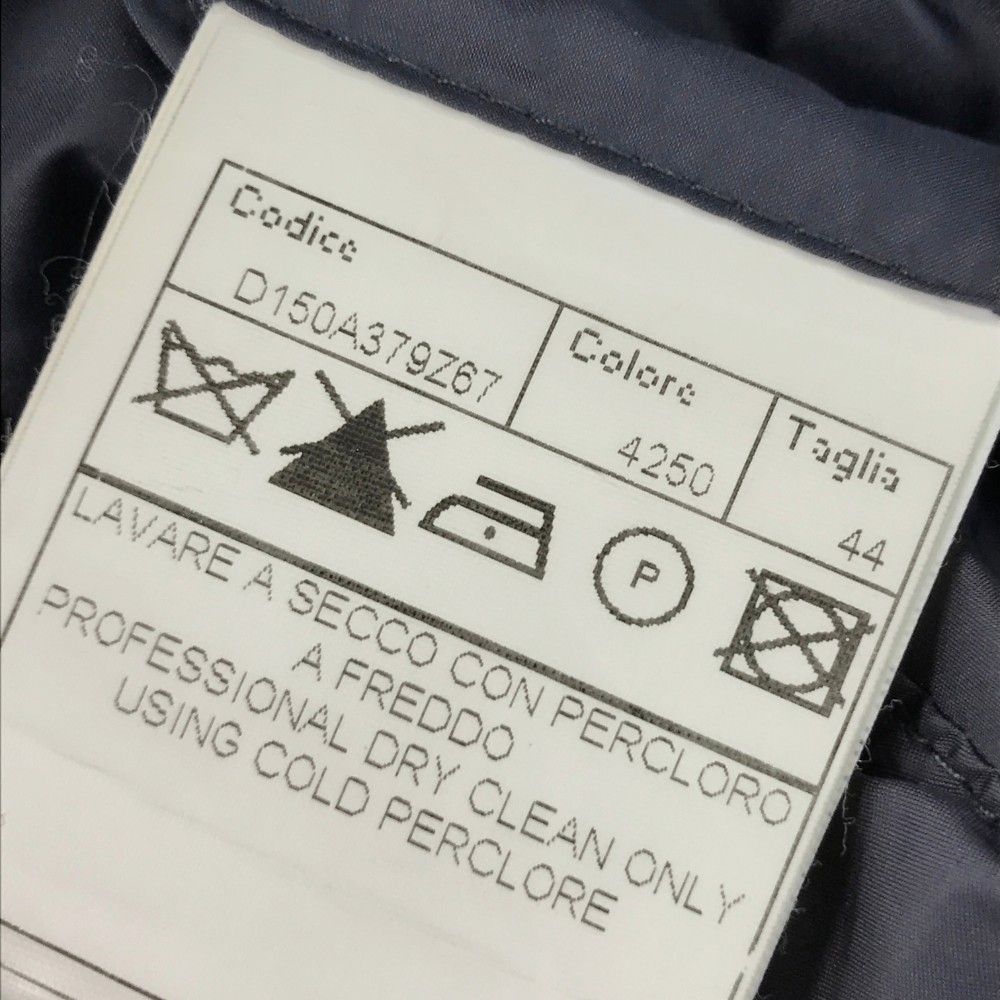 Codice Colore Taglia
D150A379Z67 4250 44
P
LAVARE A SECCO CON PERCLORO
A FREDDO
PROFESSIONAL DRY CLEAN ONLY
USING COLD PERCLORE